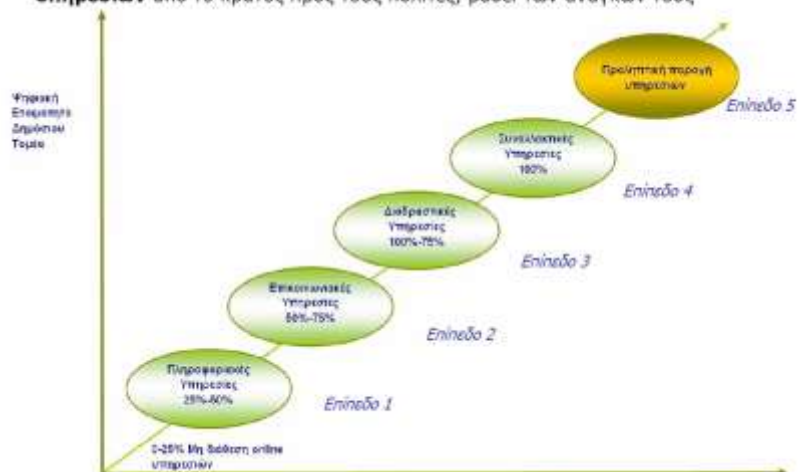 υπηρεσιών από το κράτος προς τους πολίτες, βάσει των αναγκών τους
Ψηφιακή
Ετοιμότητα
Δημόσιου
Τομέα
Προληπτική παροχή
υπηρεσιών
Επίπεδο 5
Συναλλακτικές
Υπηρεσίες
100%
Επίπεδο 4
Διαδραστικές
Υπηρεσίες
100%-75%
Επίπεδο 3
Επικοινωνιακές
Υπηρεσίες
50%-75%
Επίπεδο 2
Πληροφοριακές
Υπηρεσίες
25%-50%
Επίπεδο 1
0-25% Μη διάθεση online
υπηρεσιών